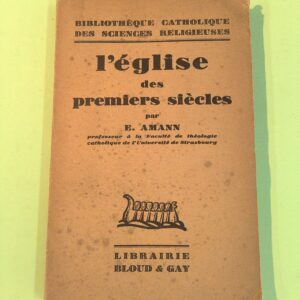 BIBLIOTHÈQUE CATHOLIQUE
DES SCIENCES RELIGIEUSES
l'église
des
premiers siècles
par
E. AMANN
professeur à la Faculté de théologie
catholique de l'Université de Strasbourg
LIBRAIRIE
BLOUD & GAY